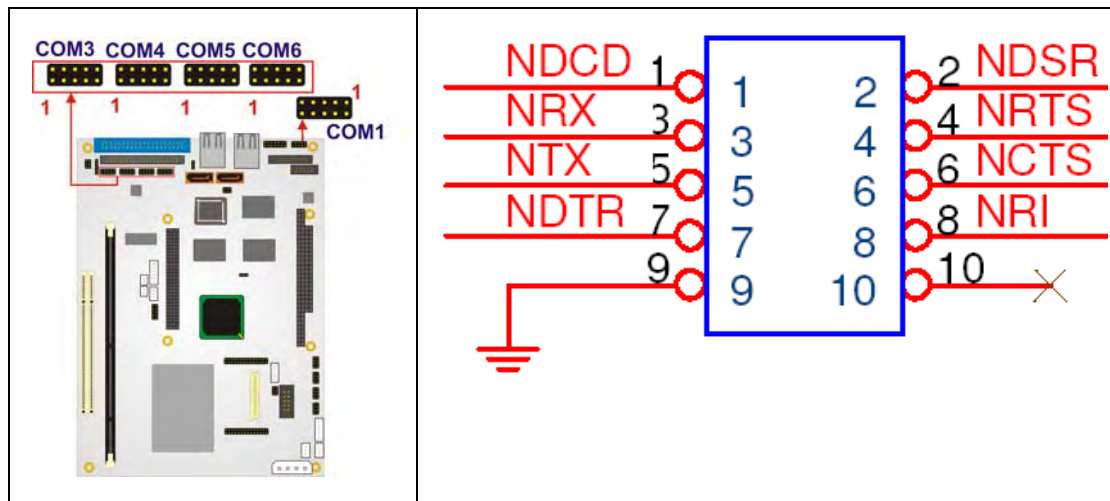 COM3 COM4 COM5 COM6
1 1 1 1 1
COM1
NDCD 1 1 2 2 NDSR
NRX 3 3 4 4 NRTS
NTX 5 5 6 6 NCTS
NDTR 7 7 8 8 NRI
9 9 10 10